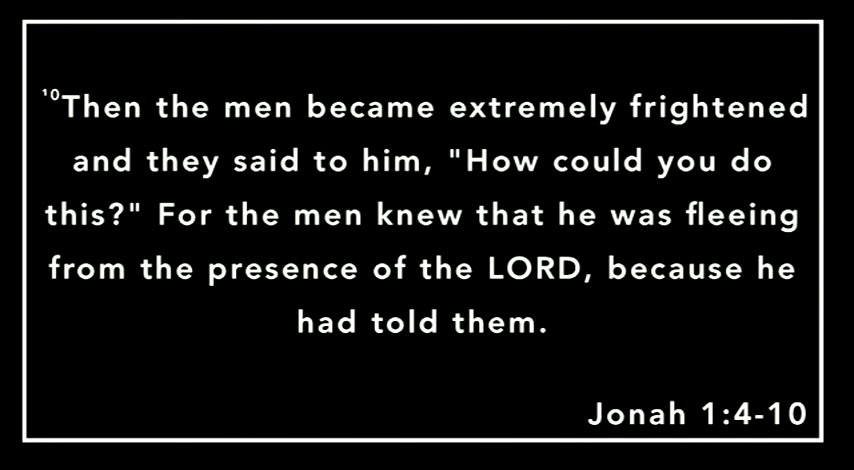 ¹⁰Then the men became extremely frightened
and they said to him, "How could you do
this?" For the men knew that he was fleeing
from the presence of the LORD, because he
had told them.
Jonah 1:4-10